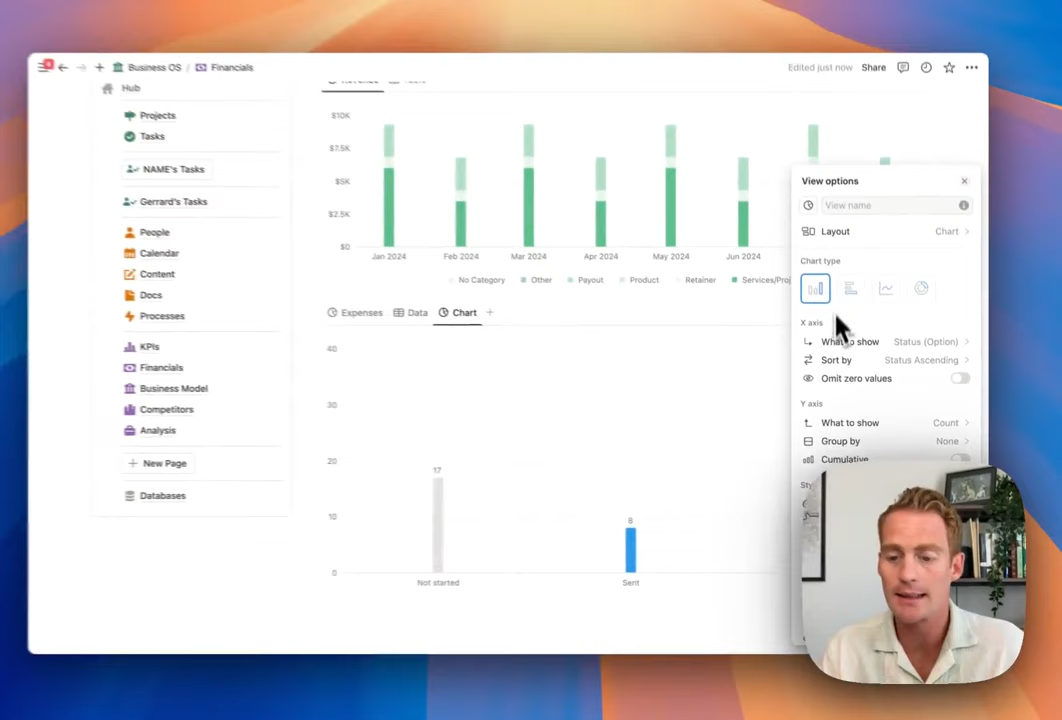 Business OS / Financials
Edited just now Share
Hub
Projects
Tasks
NAME's Tasks
Gerrard's Tasks
People
Calendar
Content
Docs
Processes
KPIs
Financials
Business Model
Competitors
Analysis
New Page
Databases
$10K
$7.5K
$5K
$2.5K
$0
Jan 2024 Feb 2024 Mar 2024 Apr 2024 May 2024 Jun 2024
No Category Other Payout Product Retainer Services/Proj
Expenses Data Chart
40
30
20
10
0
17
8
Not started Sent
View options
View name
Layout Chart
Chart type
X axis
What to show Status (Option)
Sort by Status Ascending
Omit zero values
Y axis
What to show Count
Group by None
Cumulative